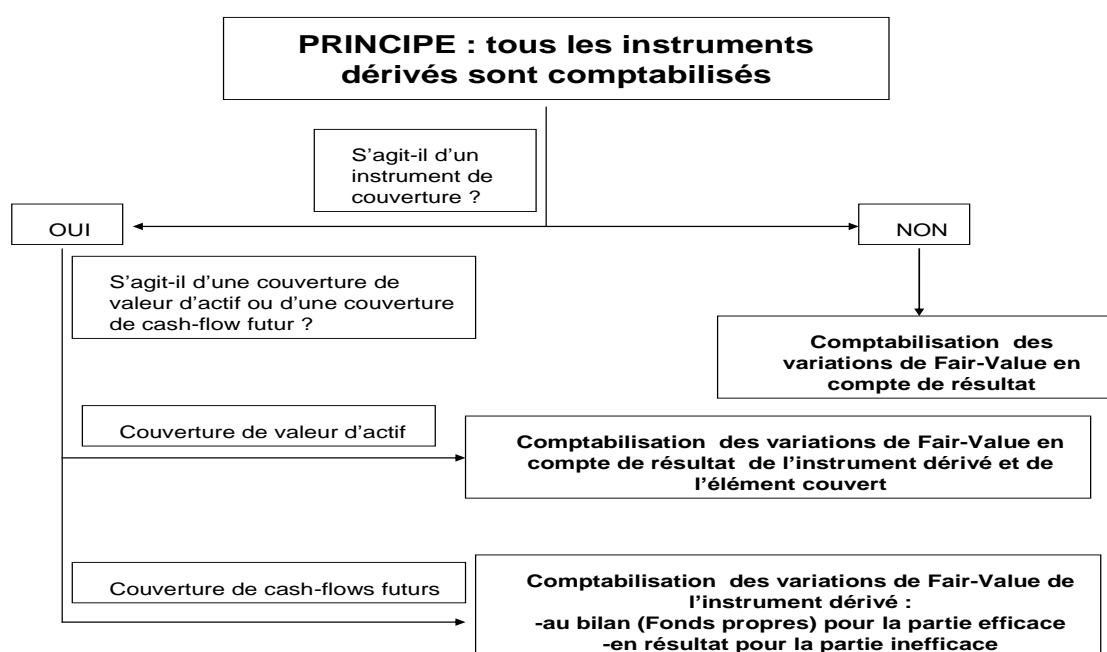 PRINCIPE : tous les instruments
dérivés sont comptabilisés
S’agit-il d’un
instrument de
couverture ?
OUI
NON
S’agit-il d’une couverture de
valeur d’actif ou d’une couverture
de cash-flow futur ?
Comptabilisation des
variations de Fair-Value en
compte de résultat
Couverture de valeur d’actif
Comptabilisation des variations de Fair-Value en
compte de résultat de l’instrument dérivé et de
l’élément couvert
Couverture de cash-flows futurs
Comptabilisation des variations de Fair-Value de
l’instrument dérivé :
-au bilan (Fonds propres) pour la partie efficace
-en résultat pour la partie inefficace